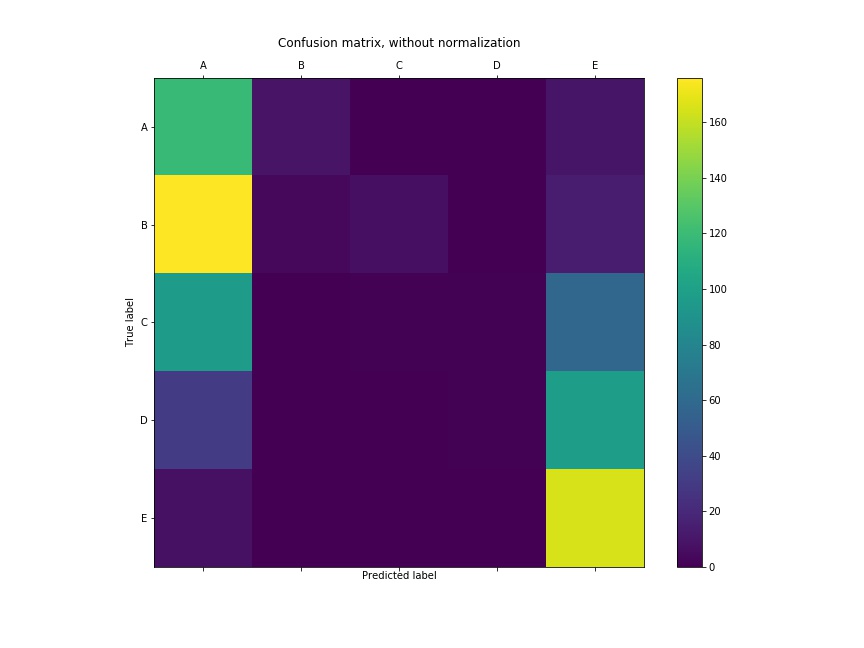 Confusion matrix, without normalization
A B C D E
A
B
C
D
E
True label
Predicted label
160
140
120
100
80
60
40
20
0